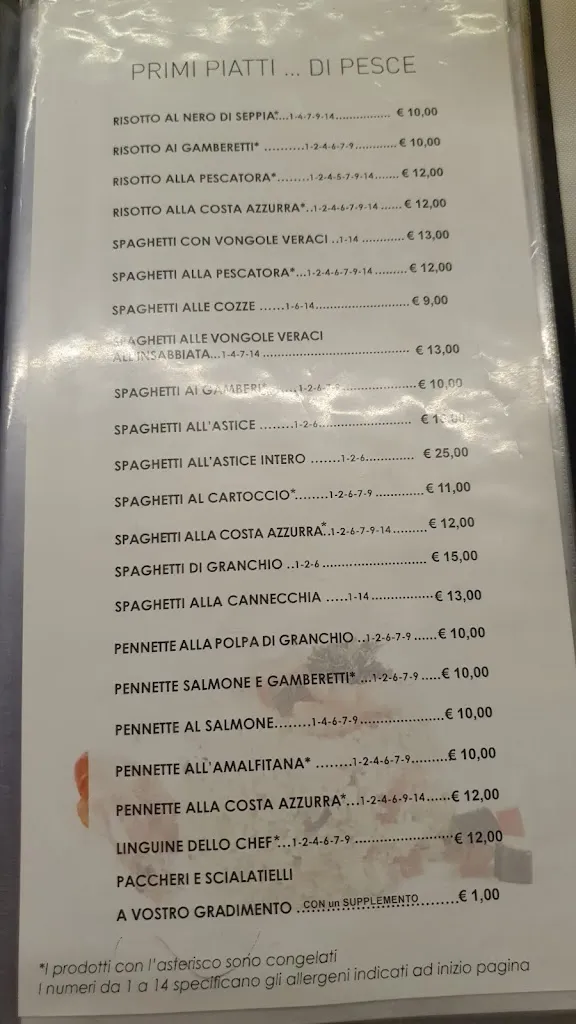 PRIMI PIATTI ... DI PESCE
RISOTTO AL NERO DI SEPPIA*...1-4-7-9-14................ € 10,00
RISOTTO AI GAMBERETTI* ..........1-2-4-6-7-9............€ 10,00
RISOTTO ALLA PESCATORA*........1-2-4-5-7-9-14.......€ 12,00
RISOTTO ALLA COSTA AZZURRA*..1-2-4-6-7-9-14 ......€ 12,00
SPAGHETTI CON VONGOLE VERACI ..1-14 ............€ 13,00
SPAGHETTI ALLA PESCATORA*...1-2-4-6-7-9-14.........€ 12,00
SPAGHETTI ALLE COZZE ......1-6-14..........................€ 9,00
SPAGHETTI ALLE VONGOLE VERACI
ALL'INSABBIATA...1-4-7-14........................................ € 13,00
SPAGHETTI AI GAMBERI*.......1-2-6-7-9....................€ 10,00
SPAGHETTI ALL'ASTICE ........1-2-6.......................... €
SPAGHETTI ALL'ASTICE INTERO .......1-2-6............. € 25,00
SPAGHETTI AL CARTOCCIO*........1-2-6-7-9 .............€ 11,00
SPAGHETTI ALLA COSTA AZZURRA*..1-2-6-7-9-14.........€ 12,00
SPAGHETTI DI GRANCHIO ..1-2-6 ............................ € 15,00
SPAGHETTI ALLA CANNECCHIA .....1-14.................€ 13,00
PENNETTE ALLA POLPA DI GRANCHIO ..1-2-6-7-9 ......€ 10,00
PENNETTE SALMONE E GAMBERETTI* ...1-2-6-7-9 .....€ 10,00
PENNETTE AL SALMONE........1-4-6-7-9.....................€ 10,00
PENNETTE ALL'AMALFITANA* ........1-2-4-6-7-9.........€ 10,00
PENNETTE ALLA COSTA AZZURRA*...1-2-4-6-9-14......€ 12,00
LINGUINE DELLO CHEF*...1-2-4-6-7-9 .........................€ 12,00
PACCHERI E SCIALATIELLI
A VOSTRO GRADIMENTO ..CON un SUPPLEMENTO.........€ 1,00
*I prodotti con l'asterisco sono congelati
I numeri da 1 a 14 specificano gli allergeni indicati ad inizio pagina